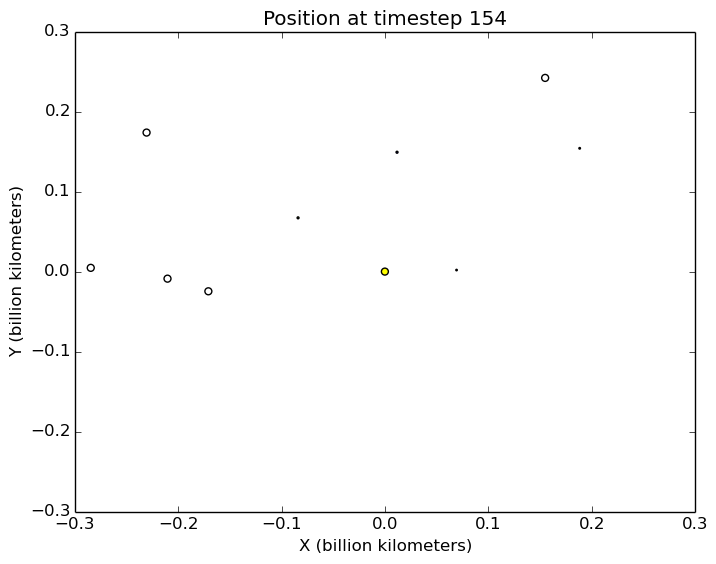 Position at timestep 154
0.3
0.2
0.1
0.0
−0.1
−0.2
−0.3
Y (billion kilometers)
−0.3 −0.2 −0.1 0.0 0.1 0.2 0.3
X (billion kilometers)